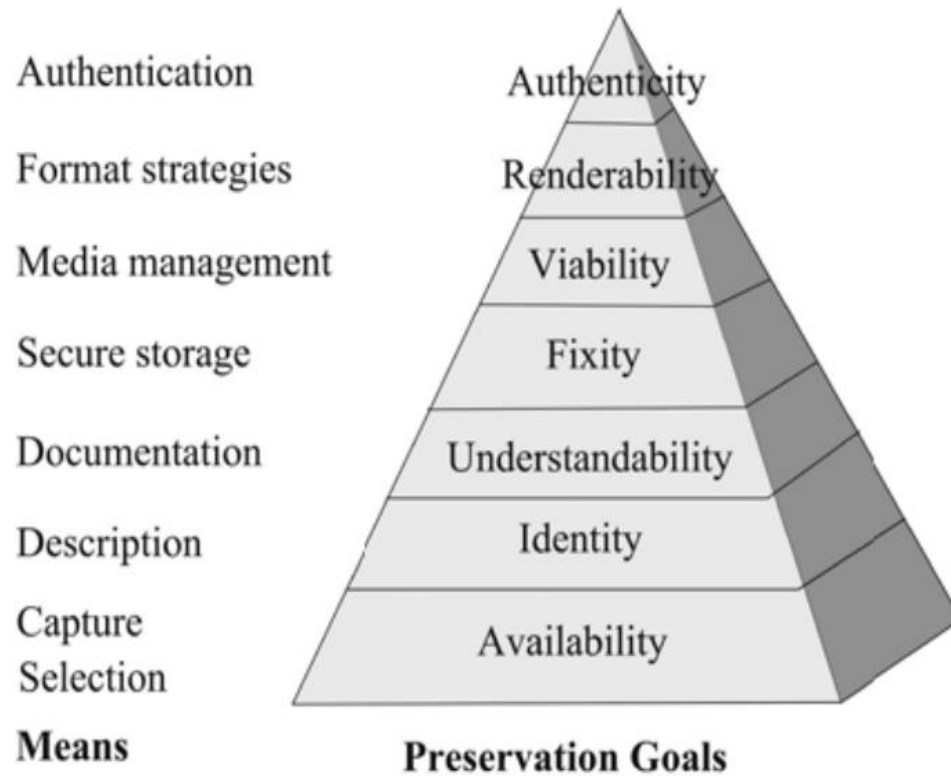 Authentication
Authenticity
Format strategies
Renderability
Media management
Viability
Secure storage
Fixity
Documentation
Understandability
Description
Identity
Capture
Selection
Availability
Means
Preservation Goals